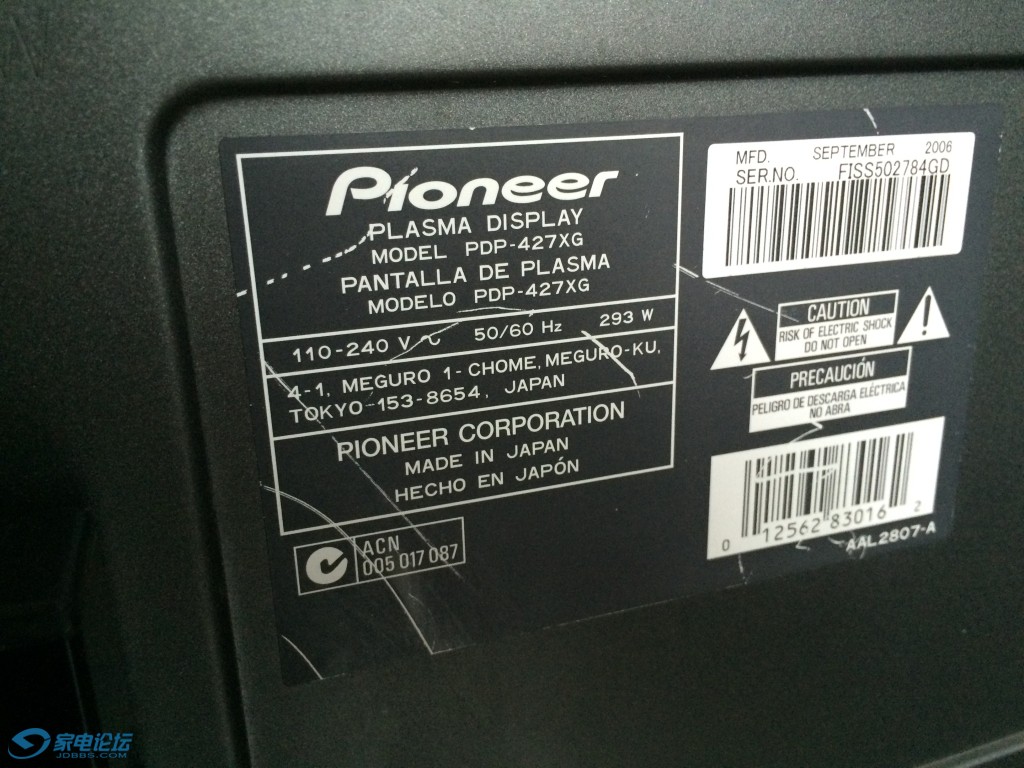 Pioneer
PLASMA DISPLAY
MODEL PDP-427XG
PANTALLA DE PLASMA
MODELO PDP-427XG
110-240 V ~ 50/60 Hz 293 W
4-1, MEGURO 1-CHOME, MEGURO-KU,
TOKYO 153-8654, JAPAN
PIONEER CORPORATION
MADE IN JAPAN
HECHO EN JAPÓN
ACN
005 017 087
MFD. SEPTEMBER 2006
SER.NO. FISS502784GD
CAUTION
RISK OF ELECTRIC SHOCK
DO NOT OPEN
PRECAUCIÓN
PELIGRO DE DESCARGA ELÉCTRICA
NO ABRA
0 12562 83016 2
AAL2807-A
家电论坛
JDBBS.COM